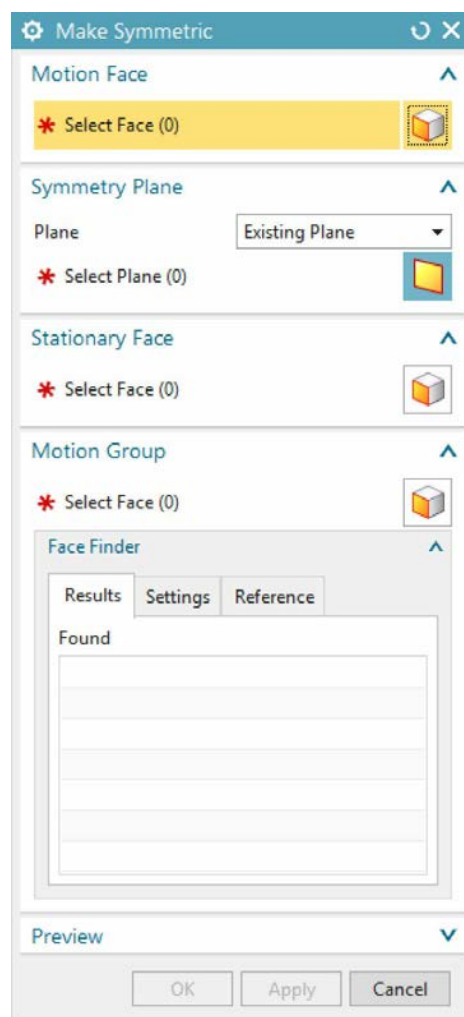 Make Symmetric
Motion Face
* Select Face (0)
Symmetry Plane
Plane Existing Plane
* Select Plane (0)
Stationary Face
* Select Face (0)
Motion Group
* Select Face (0)
Face Finder
Results Settings Reference
Found
Preview
OK Apply Cancel